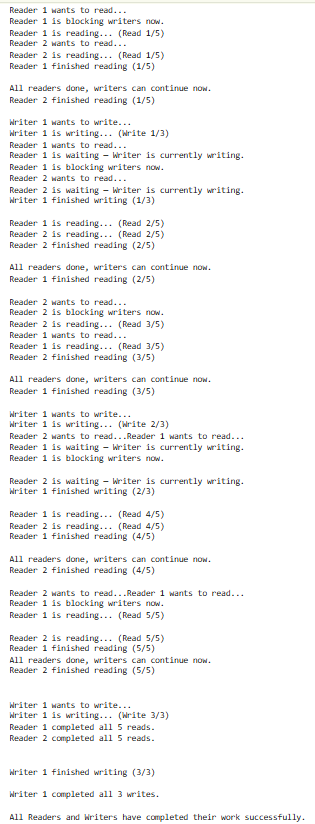 Reader 1 wants to read...
Reader 1 is blocking writers now.
Reader 1 is reading... (Read 1/5)
Reader 2 wants to read...
Reader 2 is reading... (Read 1/5)
Reader 1 finished reading (1/5)
All readers done, writers can continue now.
Reader 2 finished reading (1/5)
Writer 1 wants to write...
Writer 1 is writing... (Write 1/3)
Reader 1 wants to read...
Reader 1 is waiting — Writer is currently writing.
Reader 1 is blocking writers now.
Reader 2 wants to read...
Reader 2 is waiting — Writer is currently writing.
Writer 1 finished writing (1/3)
Reader 1 is reading... (Read 2/5)
Reader 2 is reading... (Read 2/5)
Reader 2 finished reading (2/5)
All readers done, writers can continue now.
Reader 1 finished reading (2/5)
Reader 2 wants to read...
Reader 2 is blocking writers now.
Reader 2 is reading... (Read 3/5)
Reader 1 wants to read...
Reader 1 is reading... (Read 3/5)
Reader 2 finished reading (3/5)
All readers done, writers can continue now.
Reader 1 finished reading (3/5)
Writer 1 wants to write...
Writer 1 is writing... (Write 2/3)
Reader 2 wants to read...Reader 1 wants to read...
Reader 1 is waiting — Writer is currently writing.
Reader 1 is blocking writers now.
Reader 2 is waiting — Writer is currently writing.
Writer 1 finished writing (2/3)
Reader 1 is reading... (Read 4/5)
Reader 2 is reading... (Read 4/5)
Reader 1 finished reading (4/5)
All readers done, writers can continue now.
Reader 2 finished reading (4/5)
Reader 2 wants to read...Reader 1 wants to read...
Reader 1 is blocking writers now.
Reader 1 is reading... (Read 5/5)
Reader 2 is reading... (Read 5/5)
Reader 1 finished reading (5/5)
All readers done, writers can continue now.
Reader 2 finished reading (5/5)
Writer 1 wants to write...
Writer 1 is writing... (Write 3/3)
Reader 1 completed all 5 reads.
Reader 2 completed all 5 reads.
Writer 1 finished writing (3/3)
Writer 1 completed all 3 writes.
All Readers and Writers have completed their work successfully.